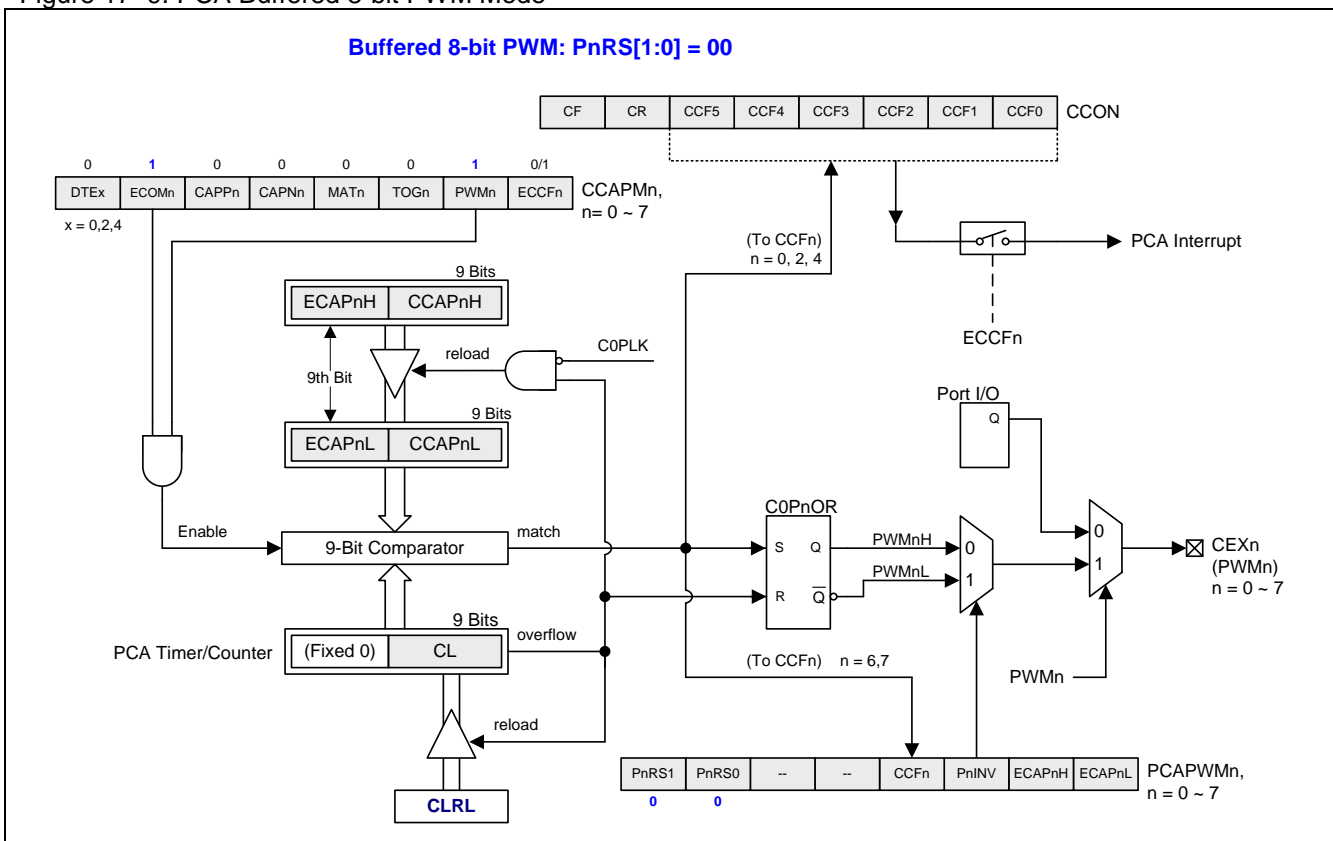 Buffered 8-bit PWM: PnRS[1:0] = 00
CF CR CCF5 CCF4 CCF3 CCF2 CCF1 CCF0 CCON
0 1 0 0 0 0 1 0/1
DTEx ECOMn CAPPn CAPNn MATn TOGn PWMn ECCFn CCAPMn,
n= 0 ~ 7
x = 0,2,4
(To CCFn)
n = 0, 2, 4
PCA Interrupt
ECCFn
9 Bits
ECAPnH CCAPnH
reload
C0PLK
9th Bit
9 Bits
ECAPnL CCAPnL
Port I/O
Q
Enable
9-Bit Comparator
match
C0PnOR
S Q
R Q
PWMnH
PWMnL
0
1
0
1
CEXn
(PWMn)
n = 0 ~ 7
9 Bits
PCA Timer/Counter
(Fixed 0) CL
overflow
(To CCFn) n = 6,7
PWMn
reload
CLRL
PnRS1 PnRS0 -- -- CCFn PnINV ECAPnH ECAPnL PCAPWMn,
n = 0 ~ 7
0 0